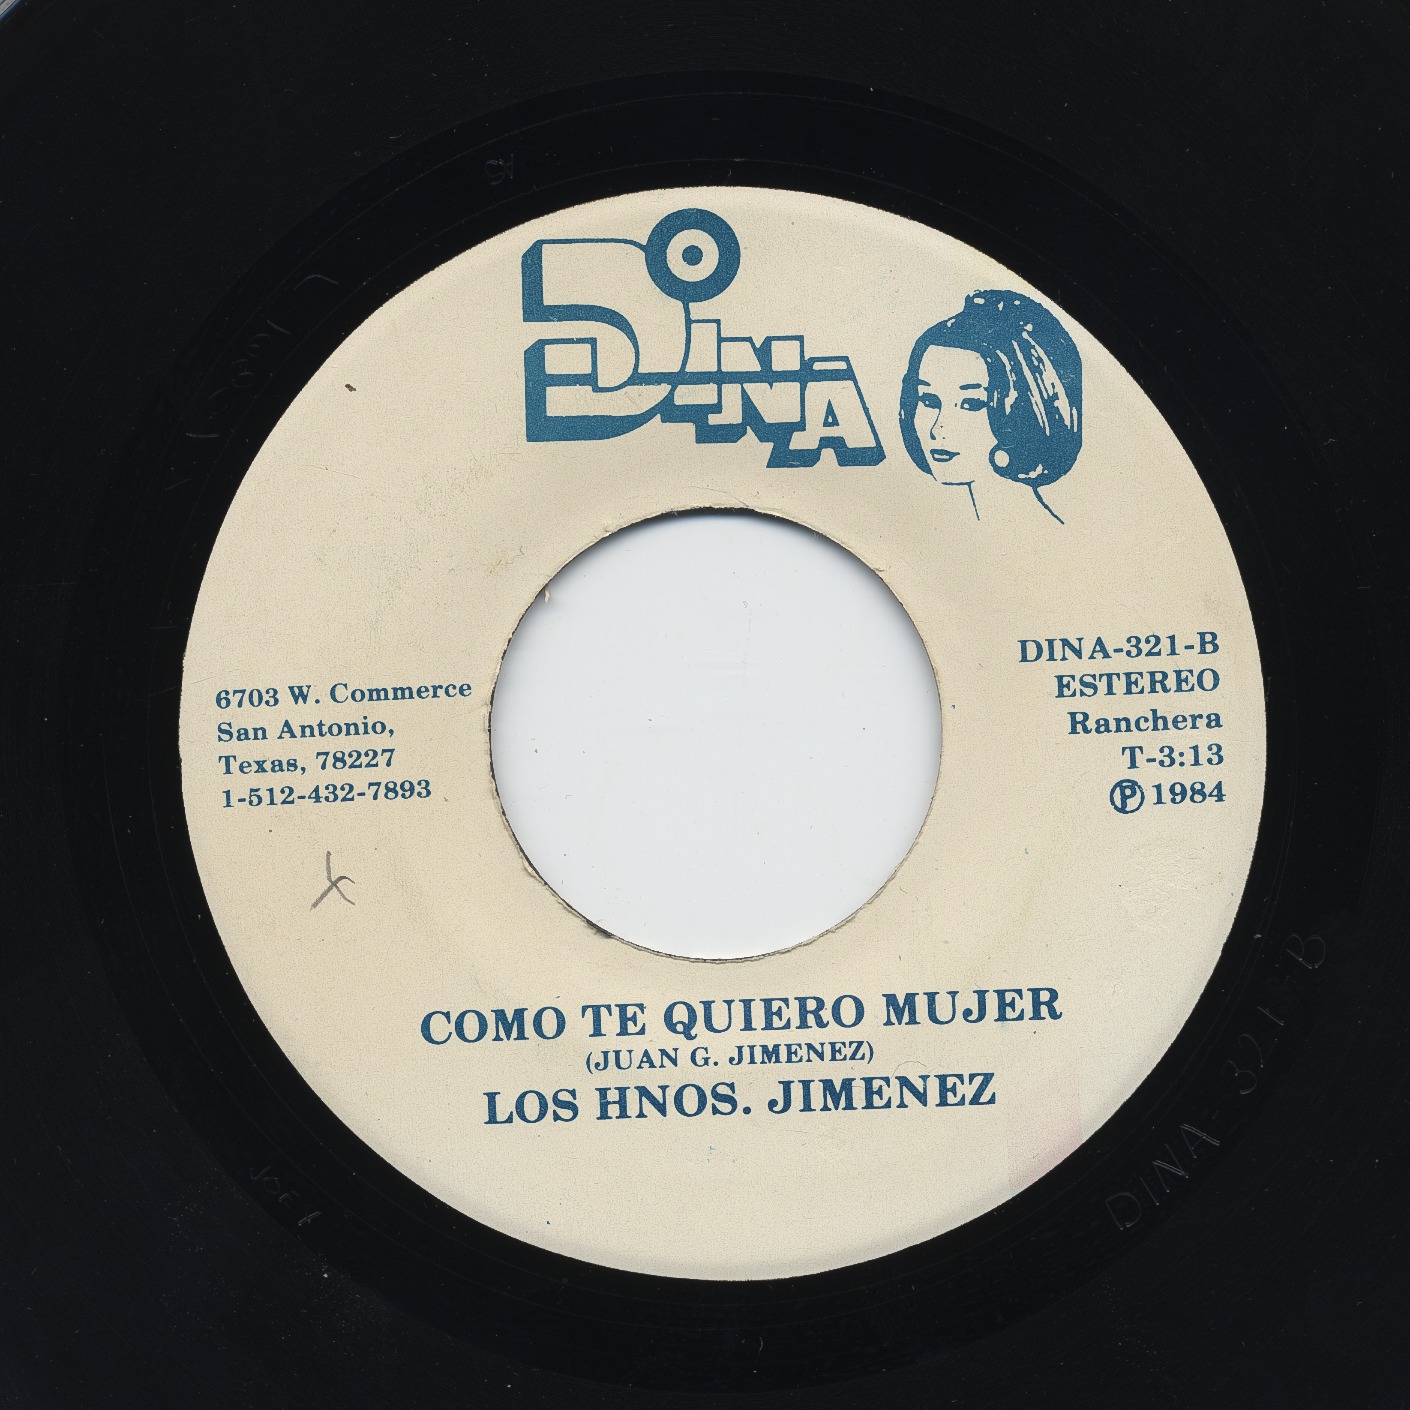 DINA
6703 W. Commerce
San Antonio,
Texas, 78227
1-512-432-7893
DINA-321-B
ESTEREO
Ranchera
T-3:13
Ⓟ 1984
COMO TE QUIERO MUJER
(JUAN G. JIMENEZ)
LOS HNOS. JIMENEZ
DINA-321 B